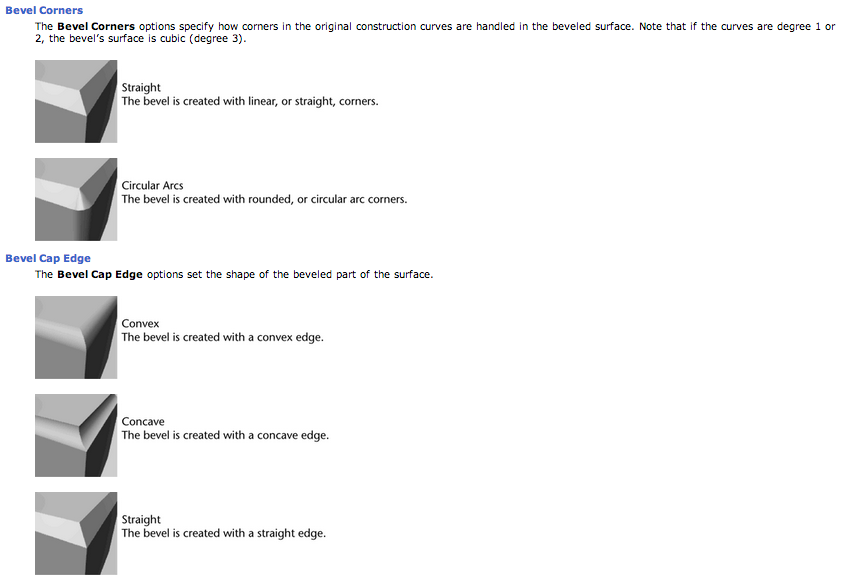 Bevel Corners
The Bevel Corners options specify how corners in the original construction curves are handled in the beveled surface. Note that if the curves are degree 1 or
2, the bevel's surface is cubic (degree 3).
Straight
The bevel is created with linear, or straight, corners.
Circular Arcs
The bevel is created with rounded, or circular arc corners.
Bevel Cap Edge
The Bevel Cap Edge options set the shape of the beveled part of the surface.
Convex
The bevel is created with a convex edge.
Concave
The bevel is created with a concave edge.
Straight
The bevel is created with a straight edge.